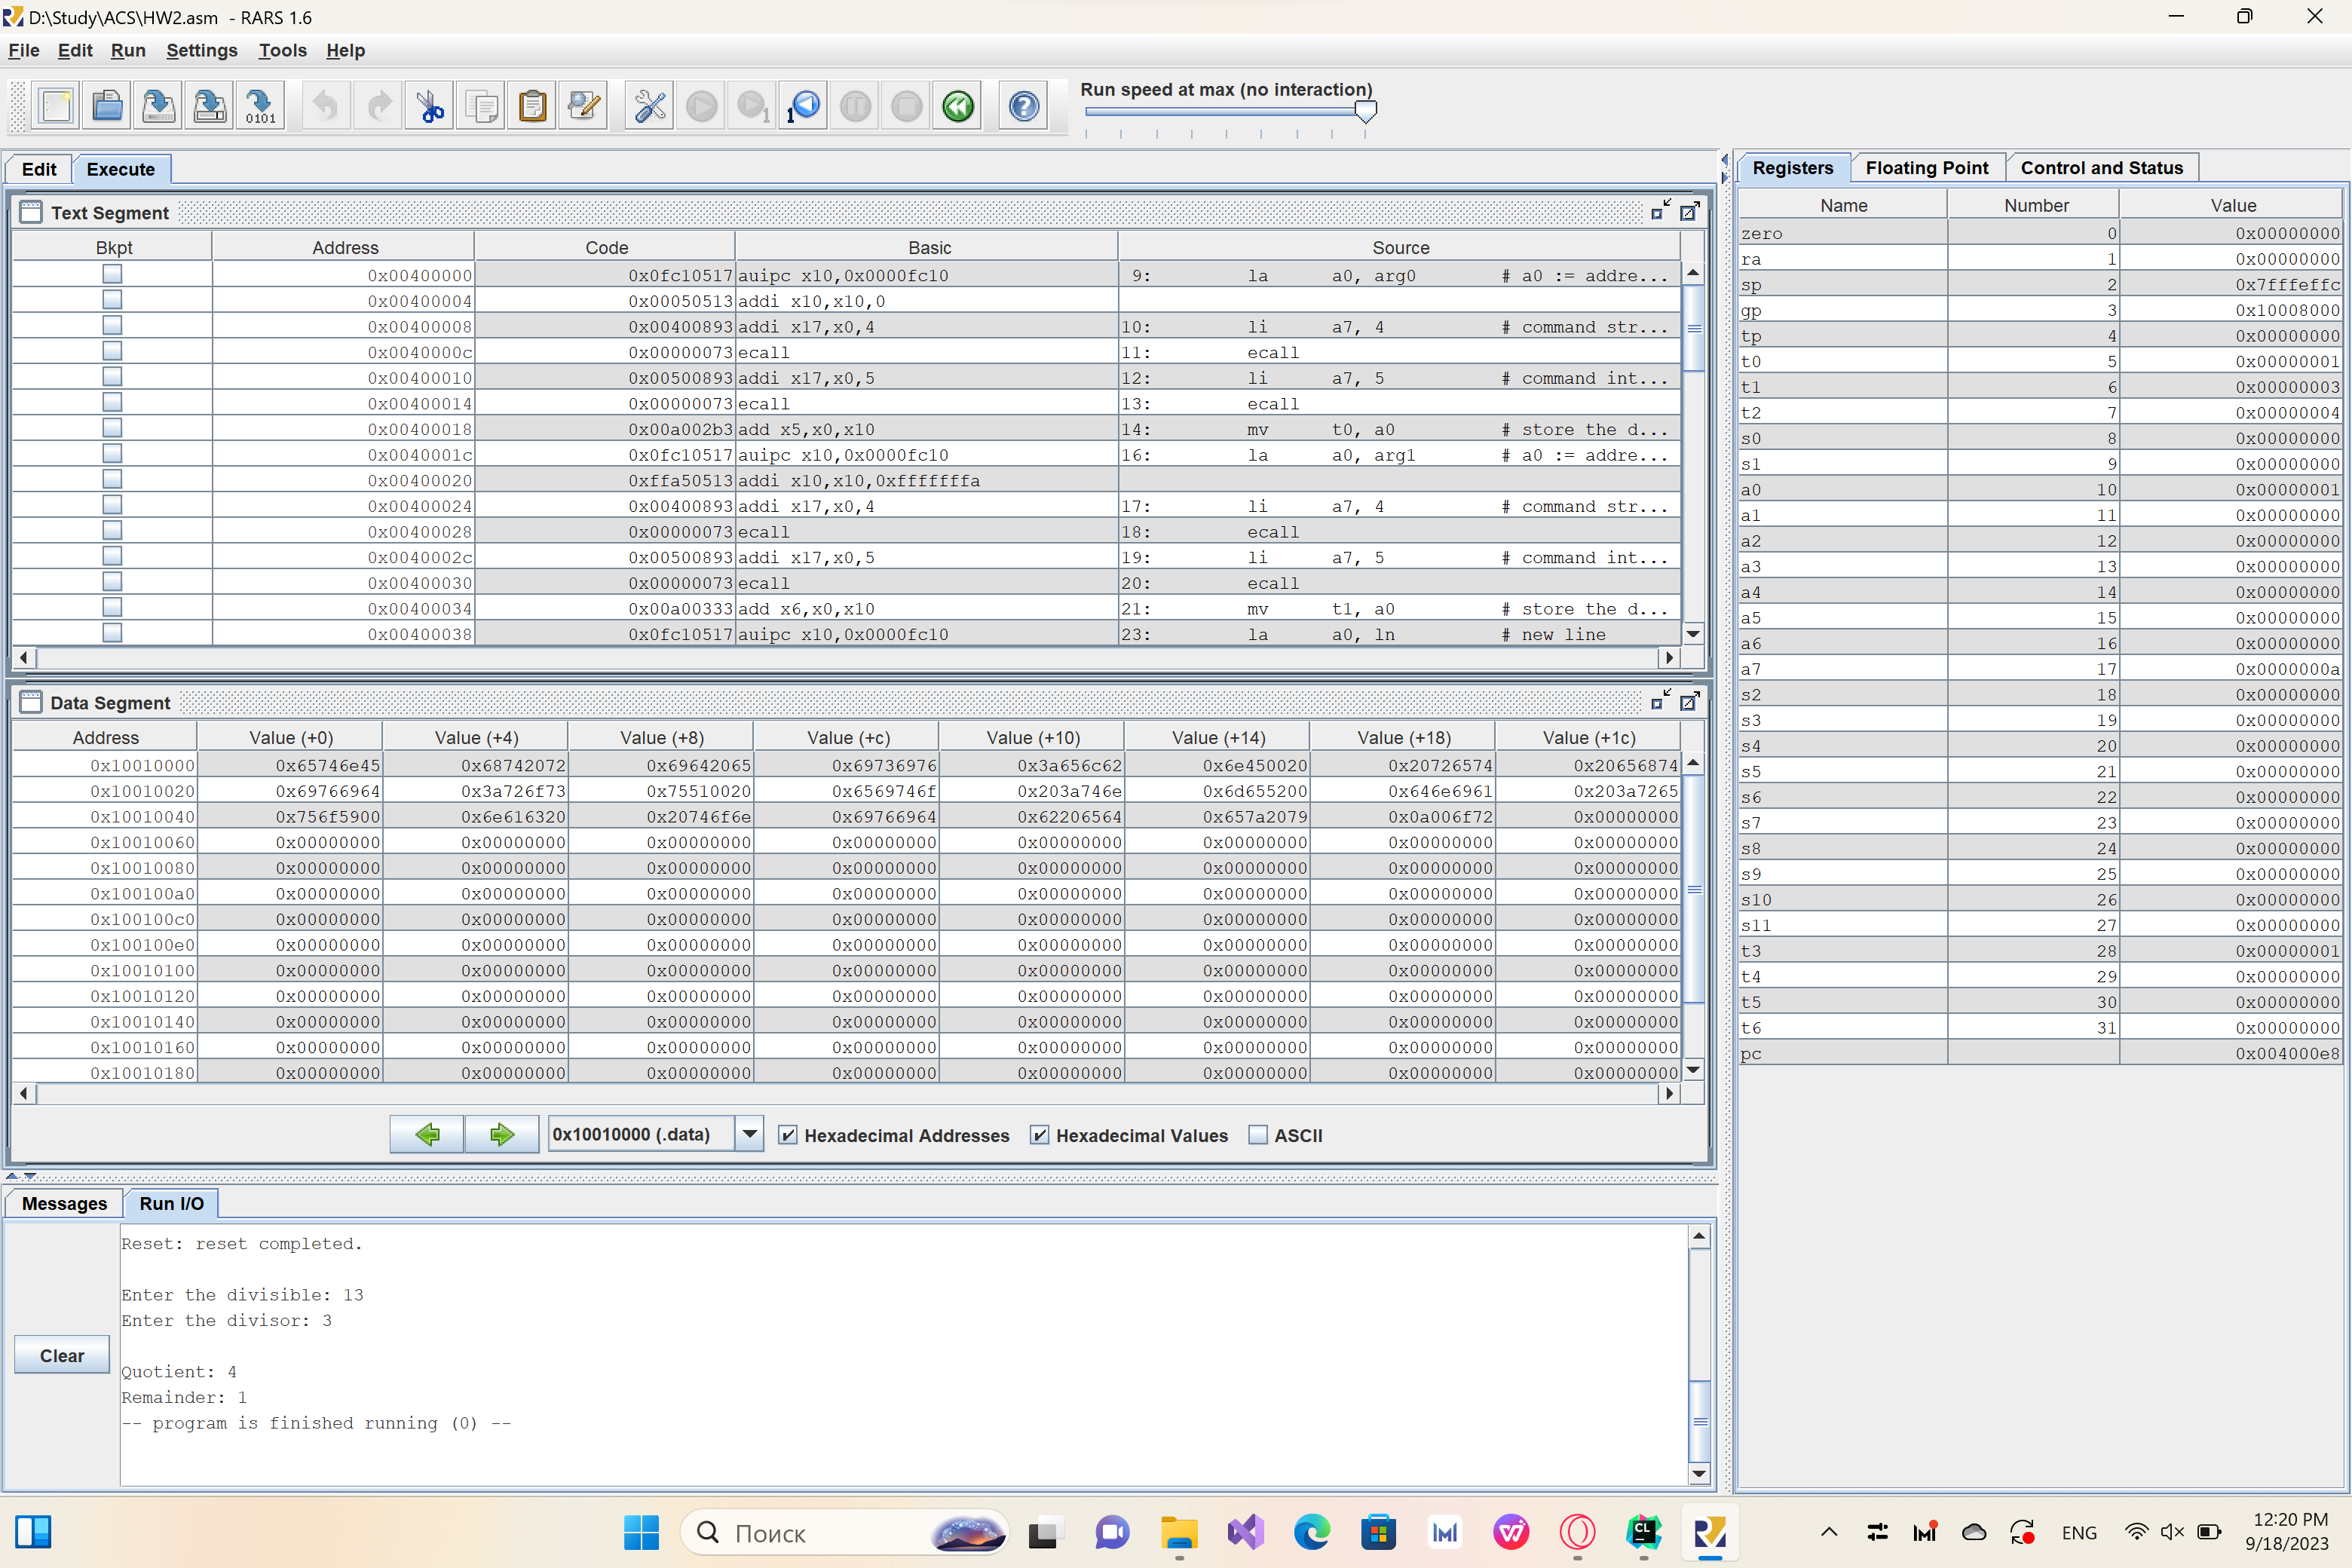 D:\Study\ACS\HW2.asm - RARS 1.6
File Edit Run Settings Tools Help
Run speed at max (no interaction)
0101
1
1
Edit Execute
Text Segment
Bkpt Address Code Basic Source
0x00400000 0x0fc10517 auipc x10,0x0000fc10 9: la a0, arg0 # a0 := addre...
0x00400004 0x00050513 addi x10,x10,0
0x00400008 0x00400893 addi x17,x0,4 10: li a7, 4 # command str...
0x0040000c 0x00000073 ecall 11: ecall
0x00400010 0x00500893 addi x17,x0,5 12: li a7, 5 # command int...
0x00400014 0x00000073 ecall 13: ecall
0x00400018 0x00a002b3 add x5,x0,x10 14: mv t0, a0 # store the d...
0x0040001c 0x0fc10517 auipc x10,0x0000fc10 16: la a0, arg1 # a0 := addre...
0x00400020 0xffa50513 addi x10,x10,0xfffffffa
0x00400024 0x00400893 addi x17,x0,4 17: li a7, 4 # command str...
0x00400028 0x00000073 ecall 18: ecall
0x0040002c 0x00500893 addi x17,x0,5 19: li a7, 5 # command int...
0x00400030 0x00000073 ecall 20: ecall
0x00400034 0x00a00333 add x6,x0,x10 21: mv t1, a0 # store the d...
0x00400038 0x0fc10517 auipc x10,0x0000fc10 23: la a0, ln # new line
Data Segment
Address Value (+0) Value (+4) Value (+8) Value (+c) Value (+10) Value (+14) Value (+18) Value (+1c)
0x10010000 0x65746e45 0x68742072 0x69642065 0x69736976 0x3a656c62 0x6e450020 0x20726574 0x20656874
0x10010020 0x69766964 0x3a726f73 0x75510020 0x6569746f 0x203a746e 0x6d655200 0x646e6961 0x203a7265
0x10010040 0x756f5900 0x6e616320 0x20746f6e 0x69766964 0x62206564 0x657a2079 0x0a006f72 0x00000000
0x10010060 0x00000000 0x00000000 0x00000000 0x00000000 0x00000000 0x00000000 0x00000000 0x00000000
0x10010080 0x00000000 0x00000000 0x00000000 0x00000000 0x00000000 0x00000000 0x00000000 0x00000000
0x100100a0 0x00000000 0x00000000 0x00000000 0x00000000 0x00000000 0x00000000 0x00000000 0x00000000
0x100100c0 0x00000000 0x00000000 0x00000000 0x00000000 0x00000000 0x00000000 0x00000000 0x00000000
0x100100e0 0x00000000 0x00000000 0x00000000 0x00000000 0x00000000 0x00000000 0x00000000 0x00000000
0x10010100 0x00000000 0x00000000 0x00000000 0x00000000 0x00000000 0x00000000 0x00000000 0x00000000
0x10010120 0x00000000 0x00000000 0x00000000 0x00000000 0x00000000 0x00000000 0x00000000 0x00000000
0x10010140 0x00000000 0x00000000 0x00000000 0x00000000 0x00000000 0x00000000 0x00000000 0x00000000
0x10010160 0x00000000 0x00000000 0x00000000 0x00000000 0x00000000 0x00000000 0x00000000 0x00000000
0x10010180 0x00000000 0x00000000 0x00000000 0x00000000 0x00000000 0x00000000 0x00000000 0x00000000
0x10010000 (.data) Hexadecimal Addresses Hexadecimal Values ASCII
Messages Run I/O
Clear
Reset: reset completed.
Enter the divisible: 13
Enter the divisor: 3
Quotient: 4
Remainder: 1
-- program is finished running (0) --
Registers Floating Point Control and Status
Name Number Value
zero 0 0x00000000
ra 1 0x00000000
sp 2 0x7fffeffc
gp 3 0x10008000
tp 4 0x00000000
t0 5 0x00000001
t1 6 0x00000003
t2 7 0x00000004
s0 8 0x00000000
s1 9 0x00000000
a0 10 0x00000001
a1 11 0x00000000
a2 12 0x00000000
a3 13 0x00000000
a4 14 0x00000000
a5 15 0x00000000
a6 16 0x00000000
a7 17 0x0000000a
s2 18 0x00000000
s3 19 0x00000000
s4 20 0x00000000
s5 21 0x00000000
s6 22 0x00000000
s7 23 0x00000000
s8 24 0x00000000
s9 25 0x00000000
s10 26 0x00000000
s11 27 0x00000000
t3 28 0x00000001
t4 29 0x00000000
t5 30 0x00000000
t6 31 0x00000000
pc 0x004000e8
Поиск
CL
ENG
12:20 PM
9/18/2023